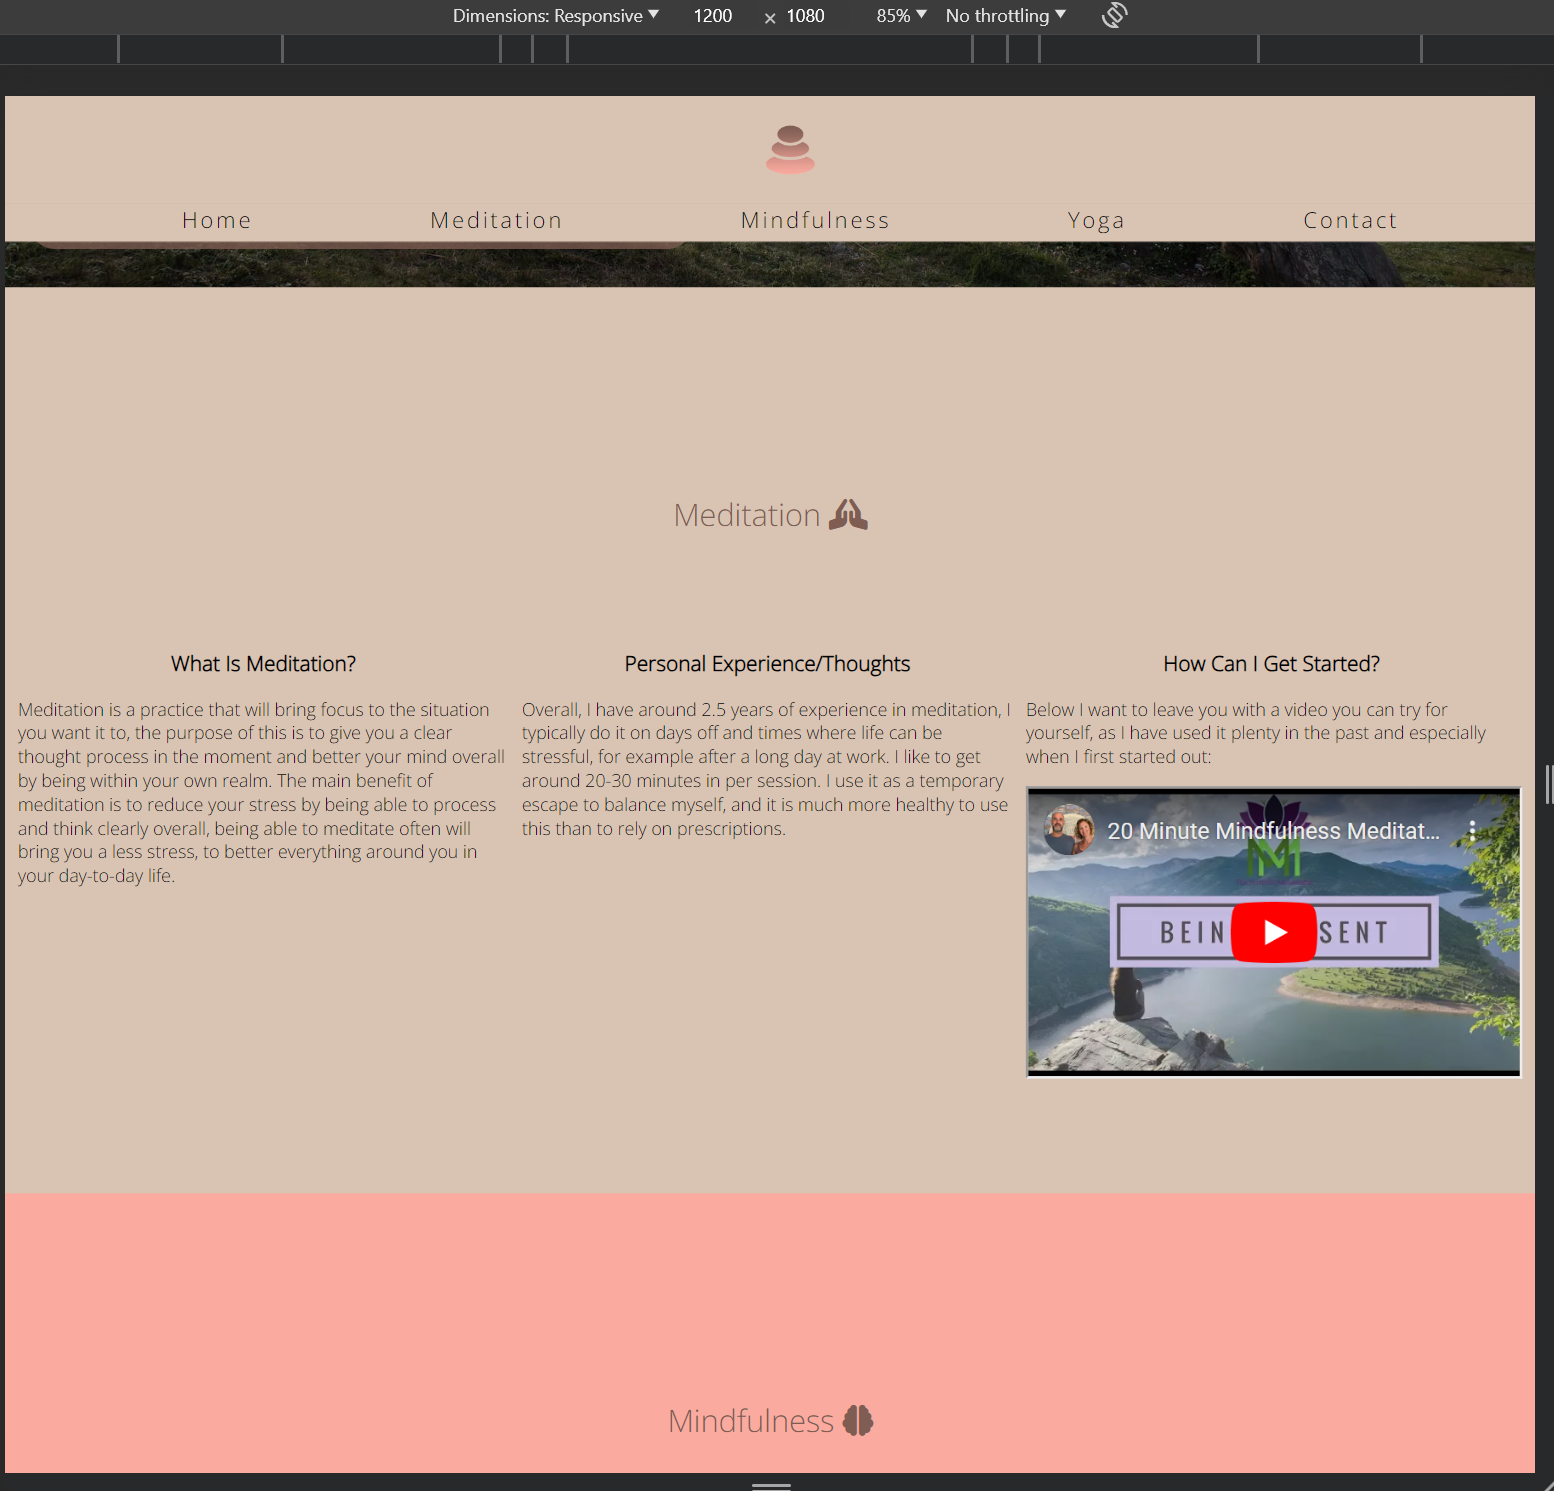 Dimensions: Responsive 1200 × 1080 85% No throttling
Home Meditation Mindfulness Yoga Contact
Meditation
What Is Meditation?
Meditation is a practice that will bring focus to the situation
you want it to, the purpose of this is to give you a clear
thought process in the moment and better your mind overall
by being within your own realm. The main benefit of
meditation is to reduce your stress by being able to process
and think clearly overall, being able to meditate often will
bring you a less stress, to better everything around you in
your day-to-day life.
Personal Experience/Thoughts
Overall, I have around 2.5 years of experience in meditation, I
typically do it on days off and times where life can be
stressful, for example after a long day at work. I like to get
around 20-30 minutes in per session. I use it as a temporary
escape to balance myself, and it is much more healthy to use
this than to rely on prescriptions.
How Can I Get Started?
Below I want to leave you with a video you can try for
yourself, as I have used it plenty in the past and especially
when I first started out:
20 Minute Mindfulness Meditat...
BEIN SENT
Mindfulness